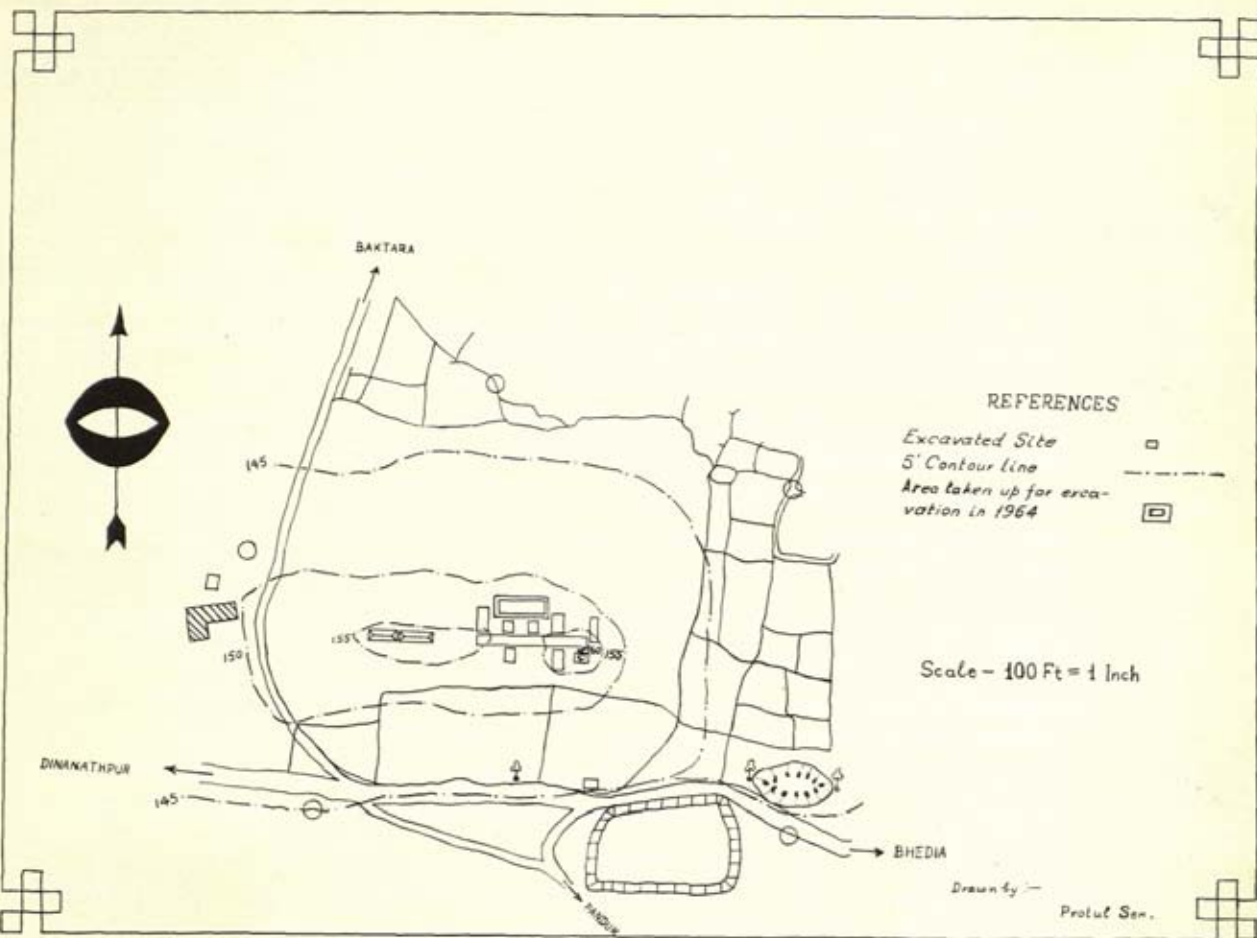 BAKTARA
REFERENCES
Excavated Site
5' Contour line
Area taken up for exca-
vation in 1964
145
155
155
150
Scale - 100 Ft = 1 Inch
DINANATHPUR
145
BHEDIA
PANDUK
Drawn by :-
Protul Sen.